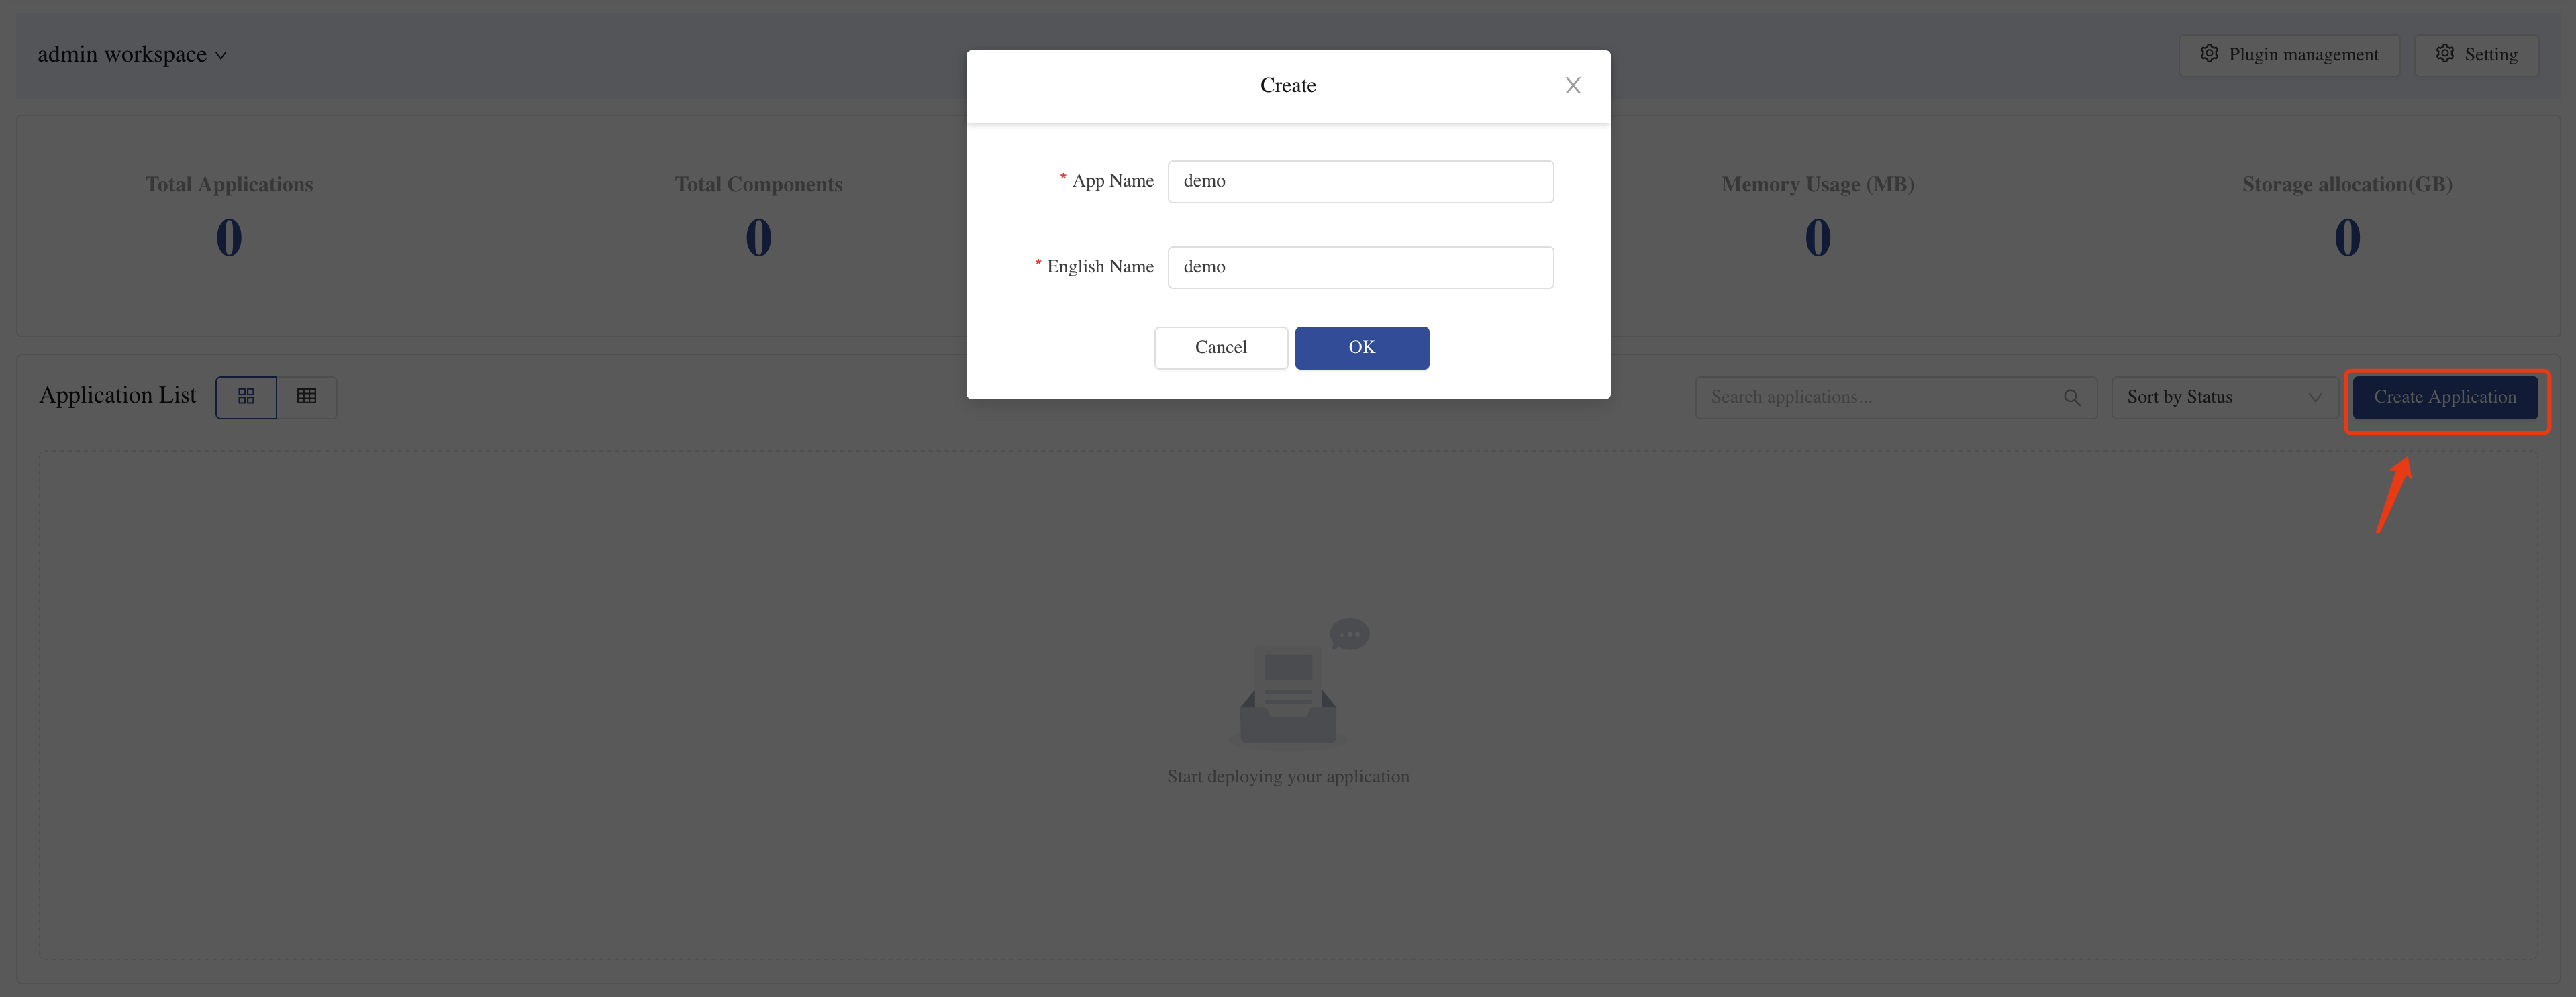 admin workspace
Plugin management
Setting
Create
* App Name
demo
* English Name
demo
Cancel
OK
Total Applications
0
Total Components
0
Memory Usage (MB)
0
Storage allocation(GB)
0
Application List
Search applications...
Sort by Status
Create Application
Start deploying your application